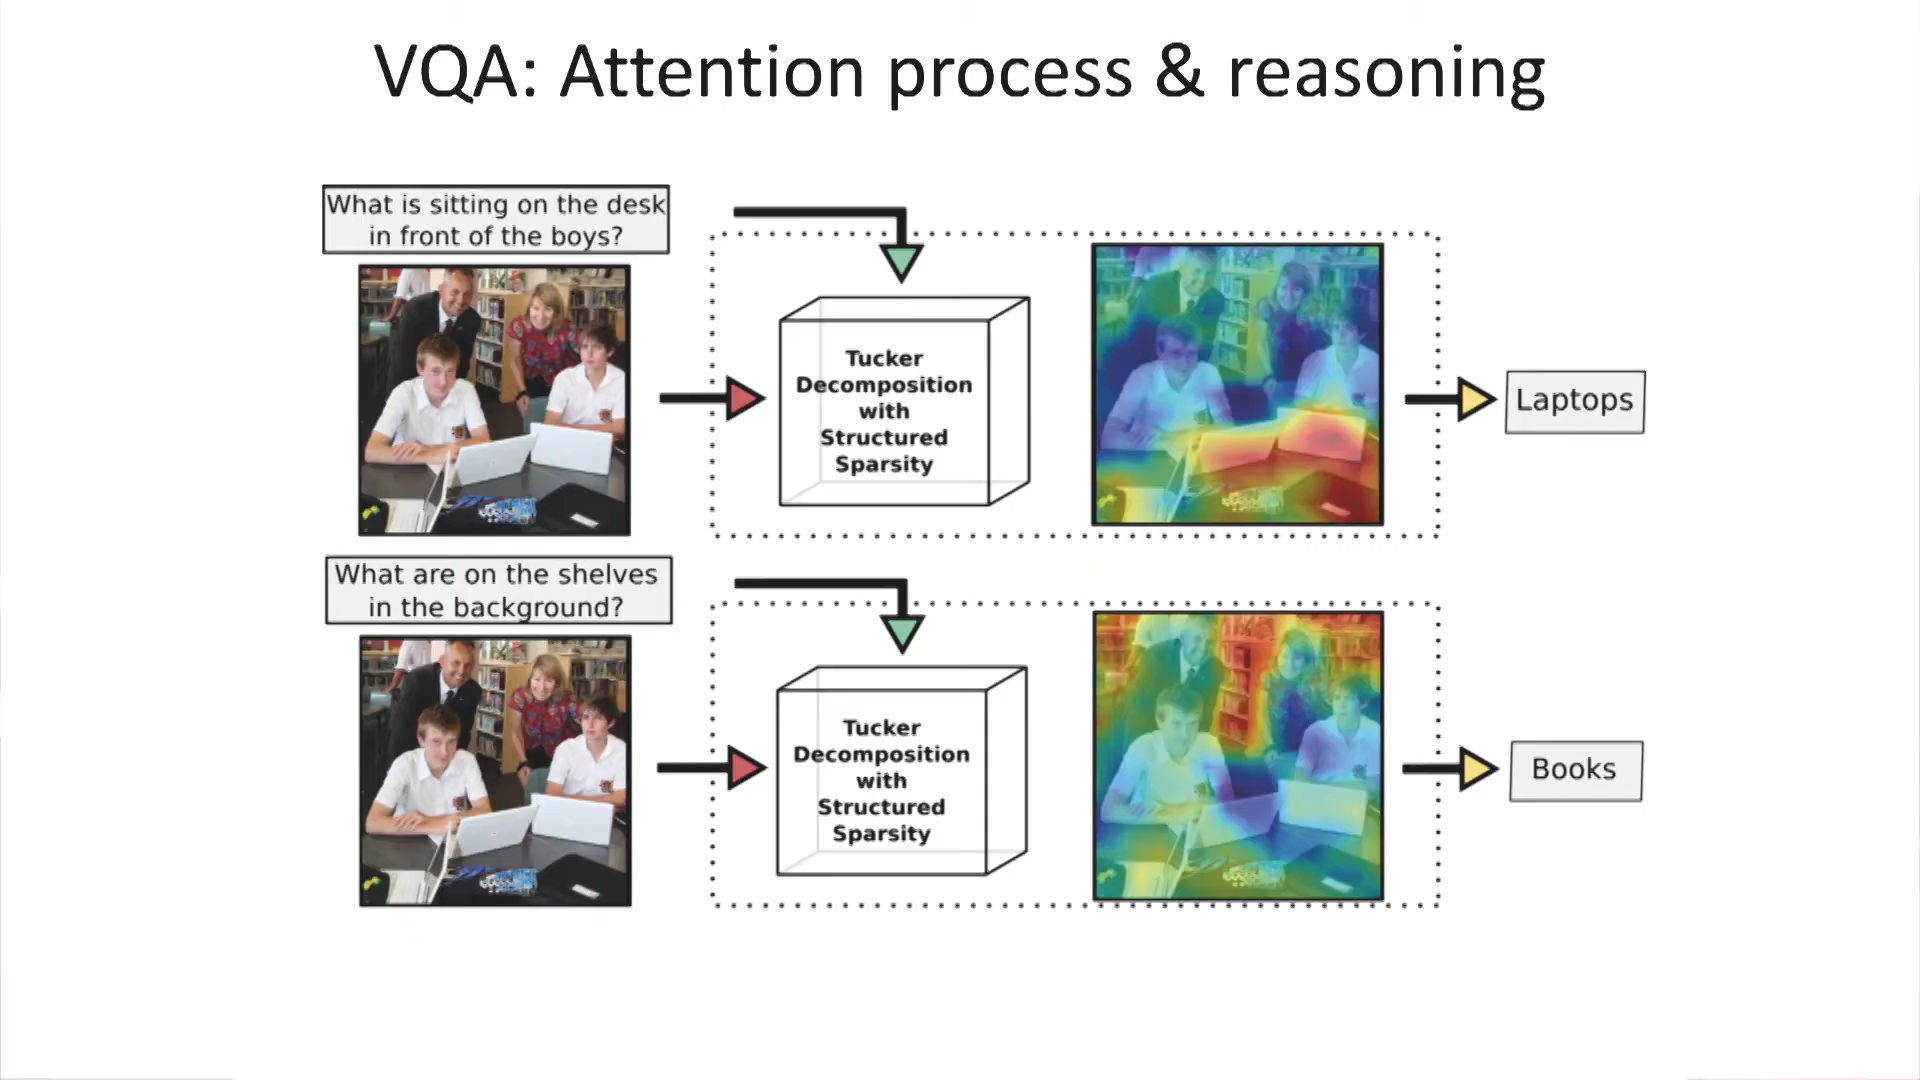 VQA: Attention process & reasoning
What is sitting on the desk
in front of the boys?
Tucker
Decomposition
with
Structured
Sparsity
Laptops
What are on the shelves
in the background?
Tucker
Decomposition
with
Structured
Sparsity
Books